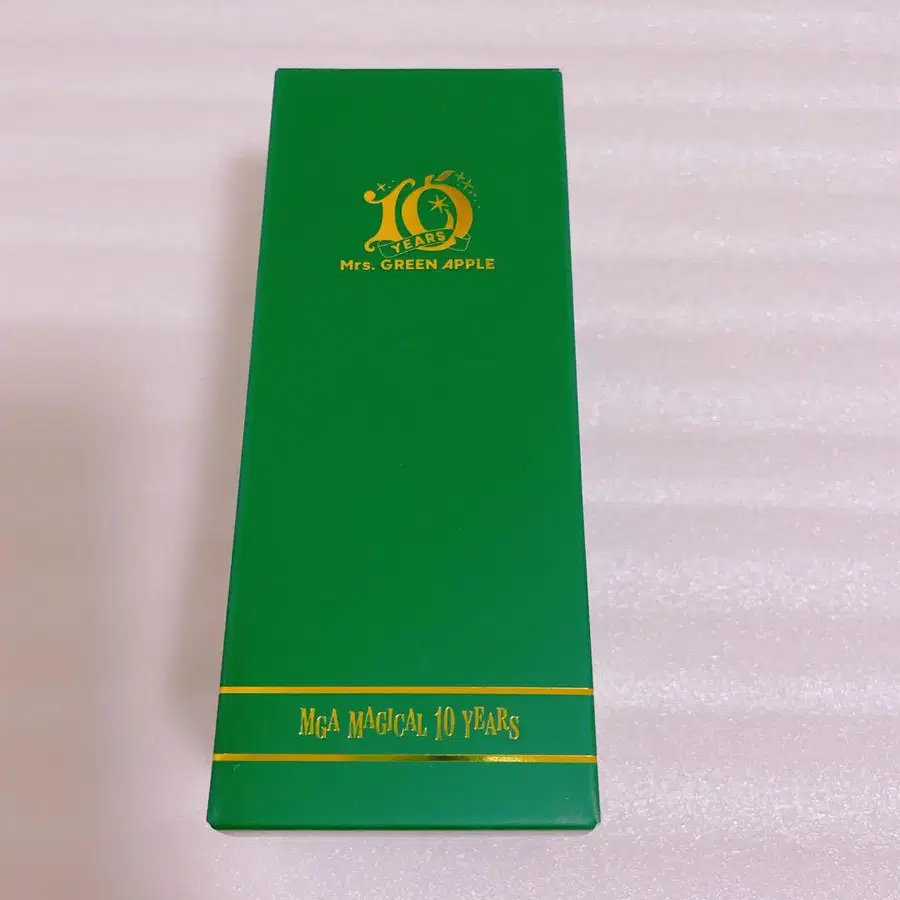 10
YEARS
Mrs. GREEN APPLE
MGA MAGICAL 10 YEARS